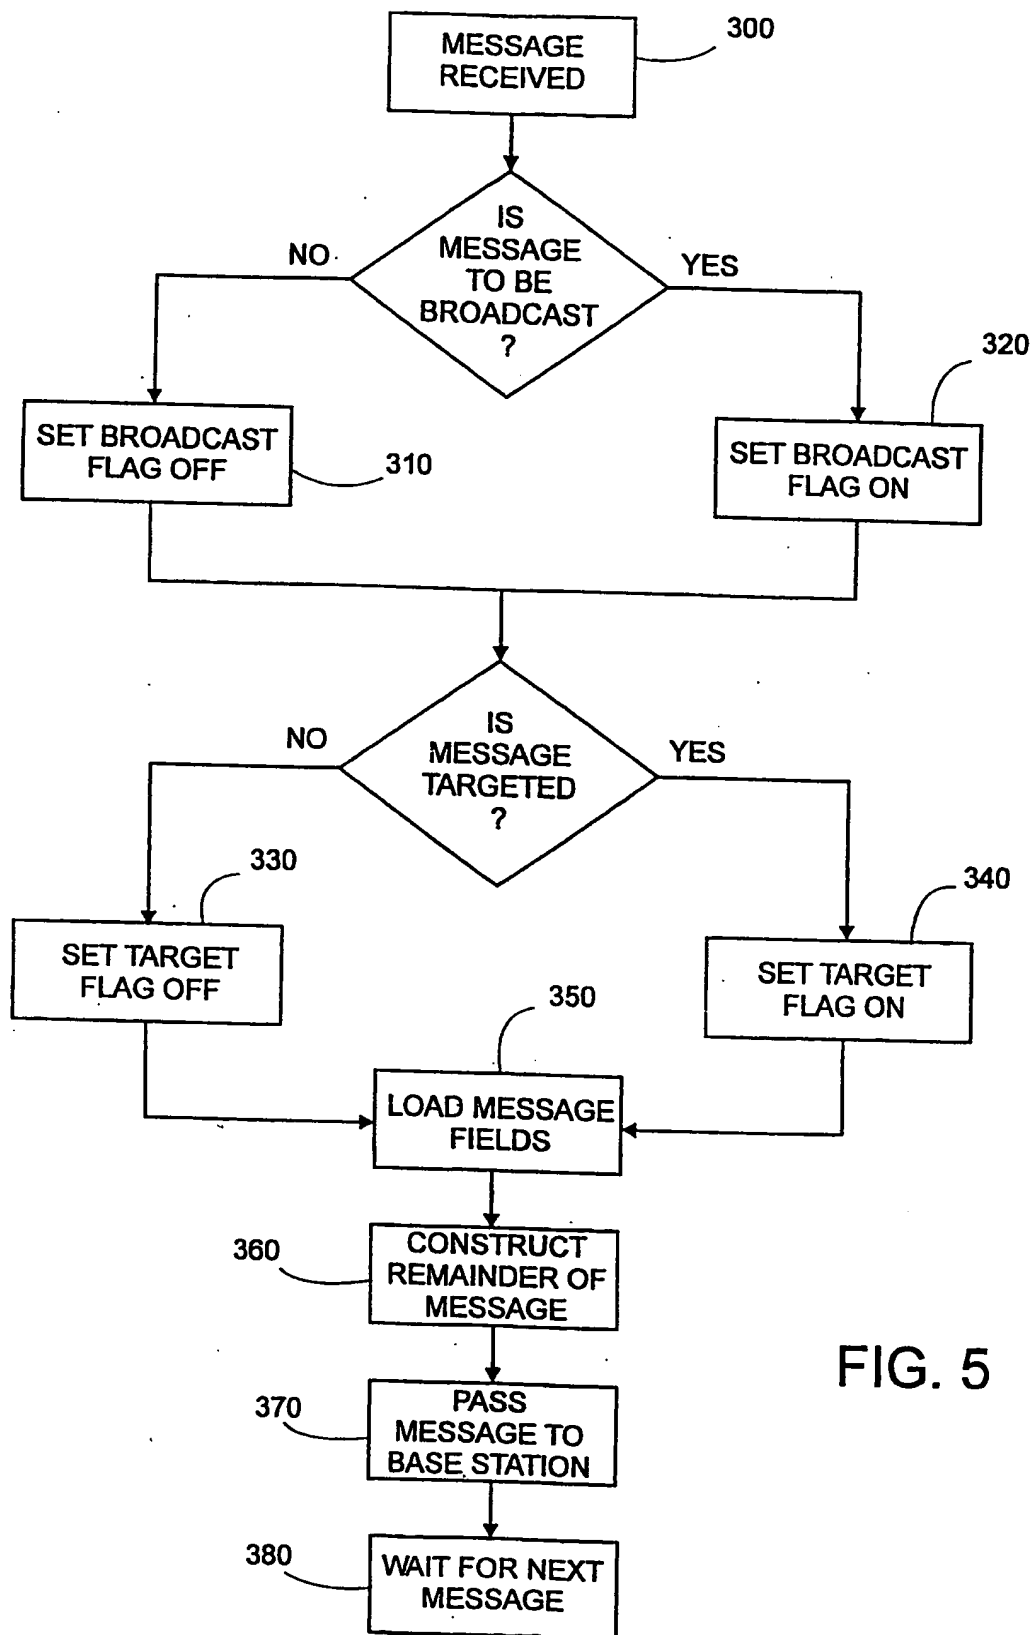 MESSAGE
RECEIVED
300
IS
MESSAGE
TO BE
BROADCAST
?
NO
YES
SET BROADCAST
FLAG OFF
310
320
SET BROADCAST
FLAG ON
IS
MESSAGE
TARGETED
?
NO
YES
330
SET TARGET
FLAG OFF
340
SET TARGET
FLAG ON
350
LOAD MESSAGE
FIELDS
360
CONSTRUCT
REMAINDER OF
MESSAGE
370
PASS
MESSAGE TO
BASE STATION
380
WAIT FOR NEXT
MESSAGE
FIG. 5